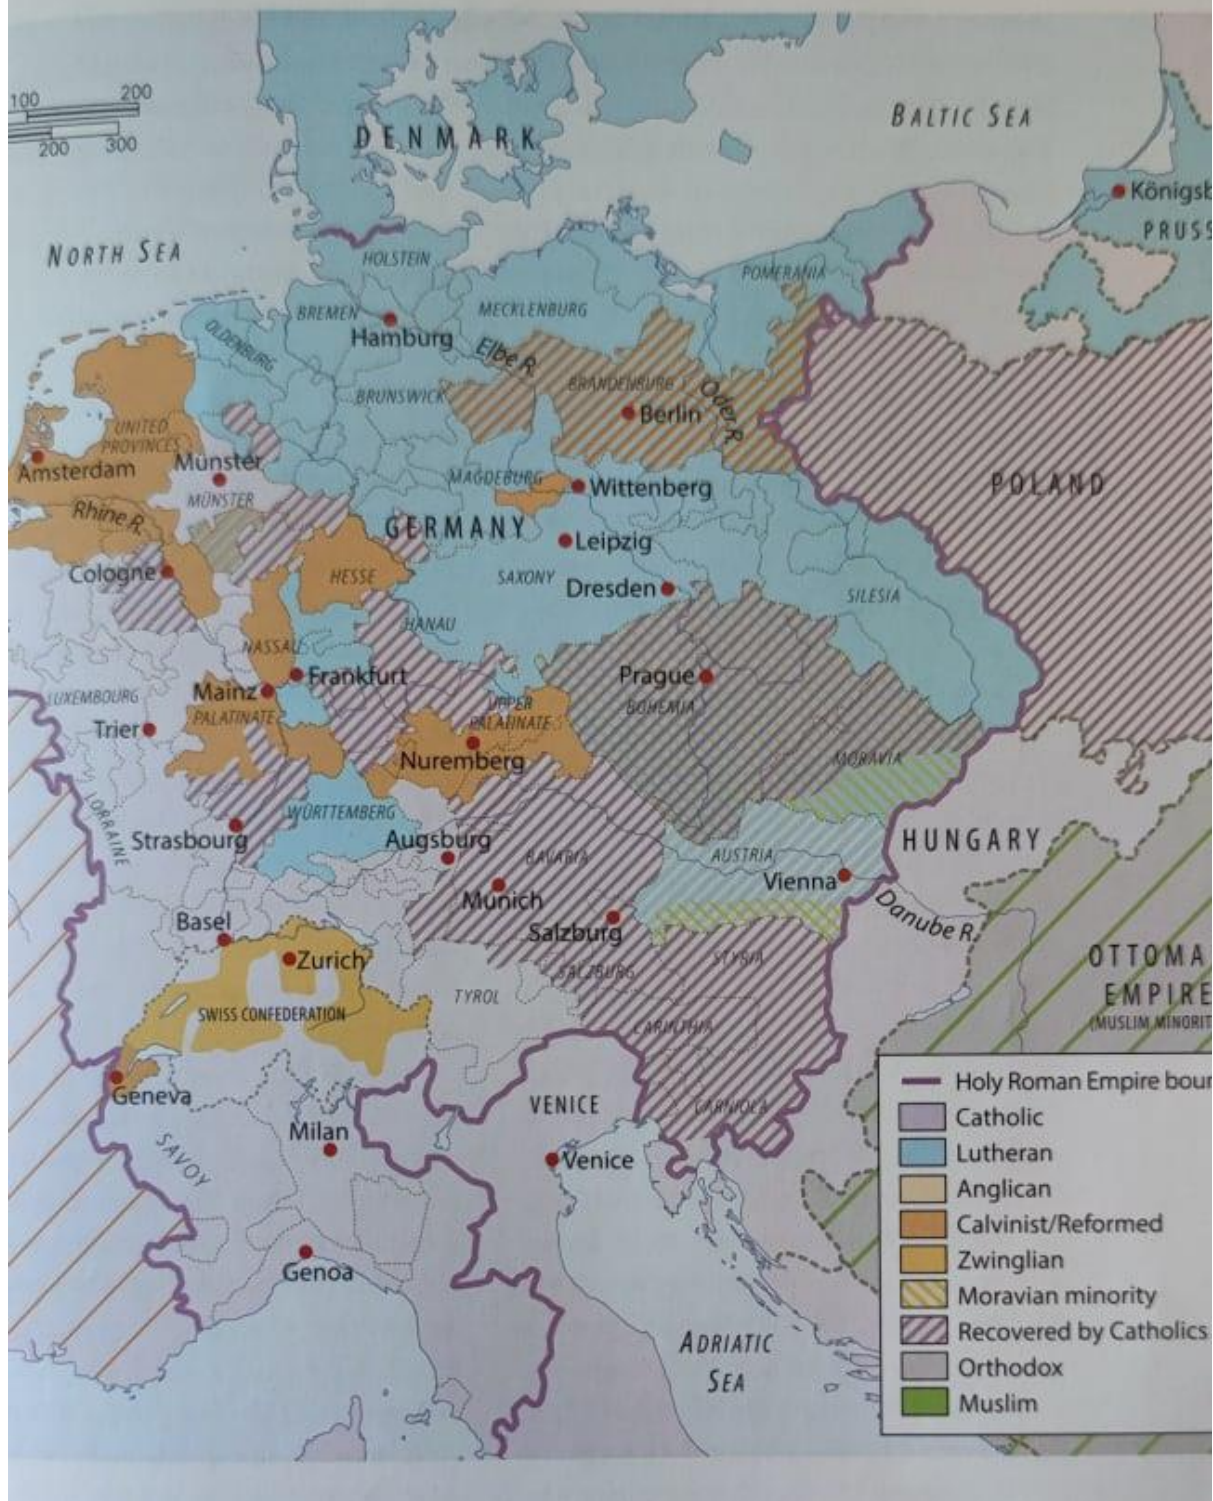 100 200
200 300
DENMARK
BALTIC SEA
Königsb
PRUSS
NORTH SEA
HOLSTEIN
POMERANIA
BREMEN
MECKLENBURG
Hamburg
OLDENBURG
Elbe R.
BRUNSWICK
BRANDENBURG
Oder R.
Berlin
UNITED
PROVINCES
Amsterdam
Münster
MÜNSTER
MAGDEBURG
Wittenberg
POLAND
Rhine R.
GERMANY
Leipzig
Cologne
HESSE
SAXONY
Dresden
SILESIA
HANAU
NASSAU
Frankfurt
Prague
BOHEMIA
LUXEMBOURG
Mainz
PALATINATE
Trier
UPPER
PALATINATE
Nuremberg
MORAVIA
LORRAINE
WÜRTTEMBERG
Strasbourg
Augsburg
BAVARIA
AUSTRIA
HUNGARY
Munich
Vienna
Danube R.
Basel
Salzburg
Zurich
SALZBURG
STYRIA
OTTOMA
EMPIRE
(MUSLIM MINORIT
TYROL
SWISS CONFEDERATION
CARINTHIA
Geneva
VENICE
CARNIOLA
Milan
SAVOY
Venice
Genoa
ADRIATIC
SEA
Holy Roman Empire boun
Catholic
Lutheran
Anglican
Calvinist/Reformed
Zwinglian
Moravian minority
Recovered by Catholics
Orthodox
Muslim